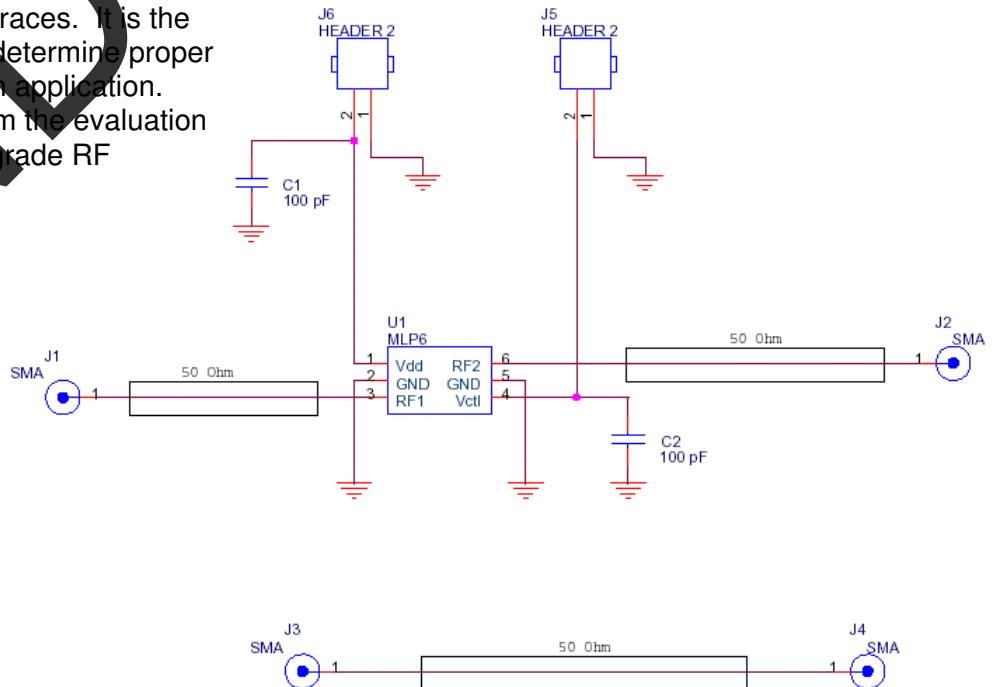 races. It is the
determine proper
application.
the evaluation
grade RF
J6
HEADER 2
2
1
J5
HEADER 2
2
1
C1
100 pF
U1
MLP6
1
Vdd
RF2
6
2
GND
GND
5
3
RF1
Vctl
4
J1
SMA
1
50 Ohm
50 Ohm
J2
SMA
1
C2
100 pF
J3
SMA
1
50 Ohm
J4
SMA
1